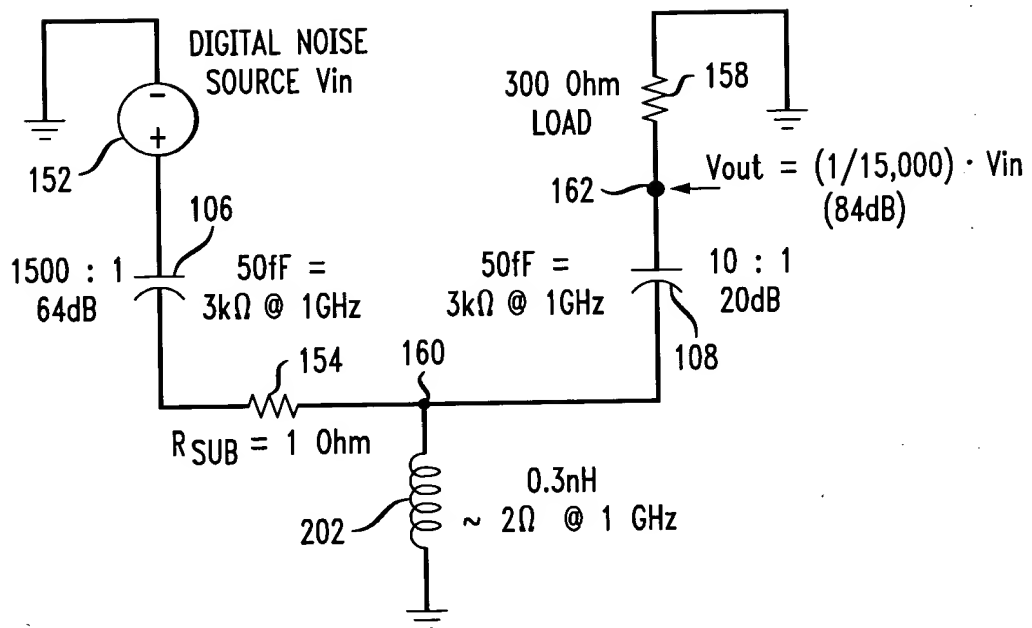 DIGITAL NOISE
SOURCE Vin
-
+
152
300 Ohm
LOAD
158
162
Vout = (1/15,000) · Vin
(84dB)
106
1500 : 1
64dB
50fF =
3kΩ @ 1GHz
50fF =
3kΩ @ 1GHz
10 : 1
20dB
108
154
160
RSUB = 1 Ohm
202
0.3nH
~ 2Ω @ 1 GHz